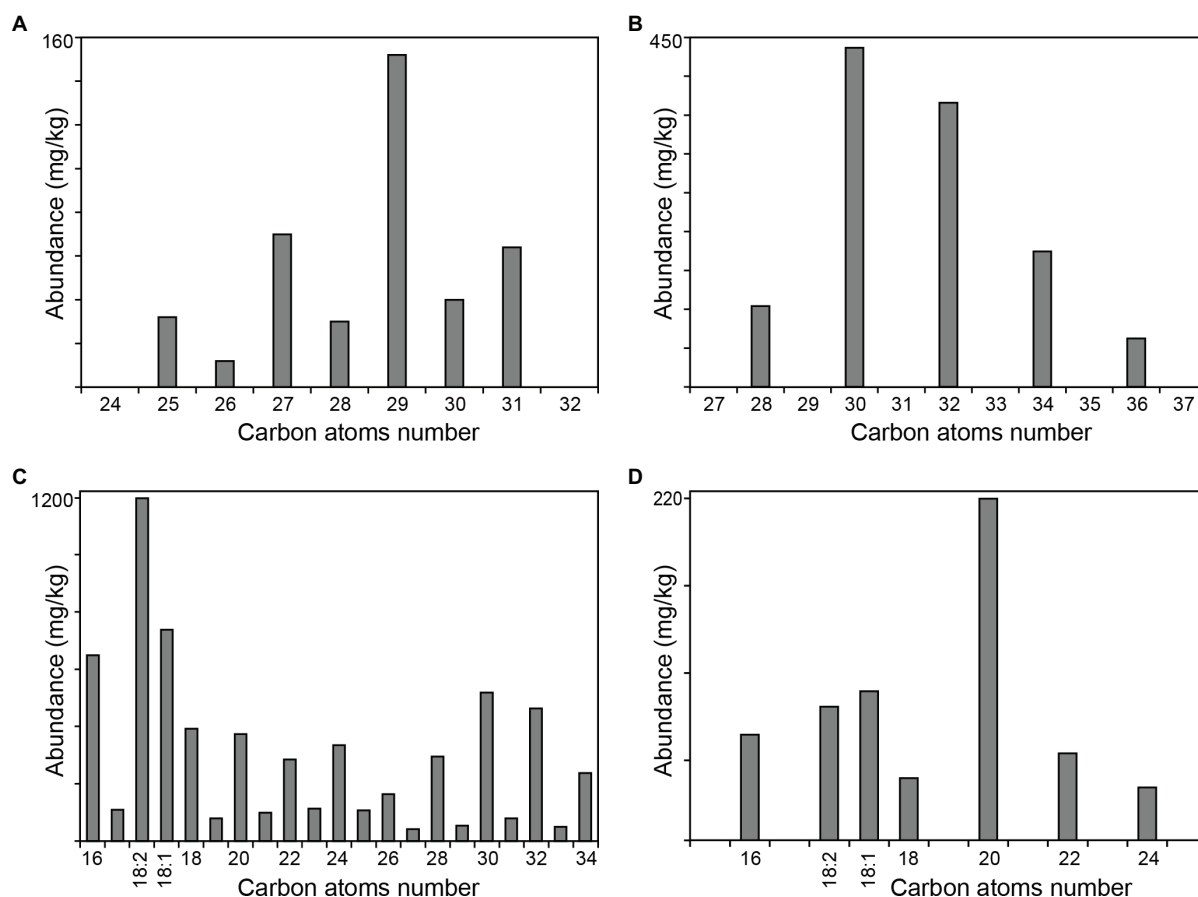 A
160
Abundance (mg/kg)
24 25 26 27 28 29 30 31 32
Carbon atoms number
B
450
Abundance (mg/kg)
27 28 29 30 31 32 33 34 35 36 37
Carbon atoms number
C
1200
Abundance (mg/kg)
16 18:2 18:1 18 20 22 24 26 28 30 32 34
Carbon atoms number
D
220
Abundance (mg/kg)
16 18:2 18:1 18 20 22 24
Carbon atoms number